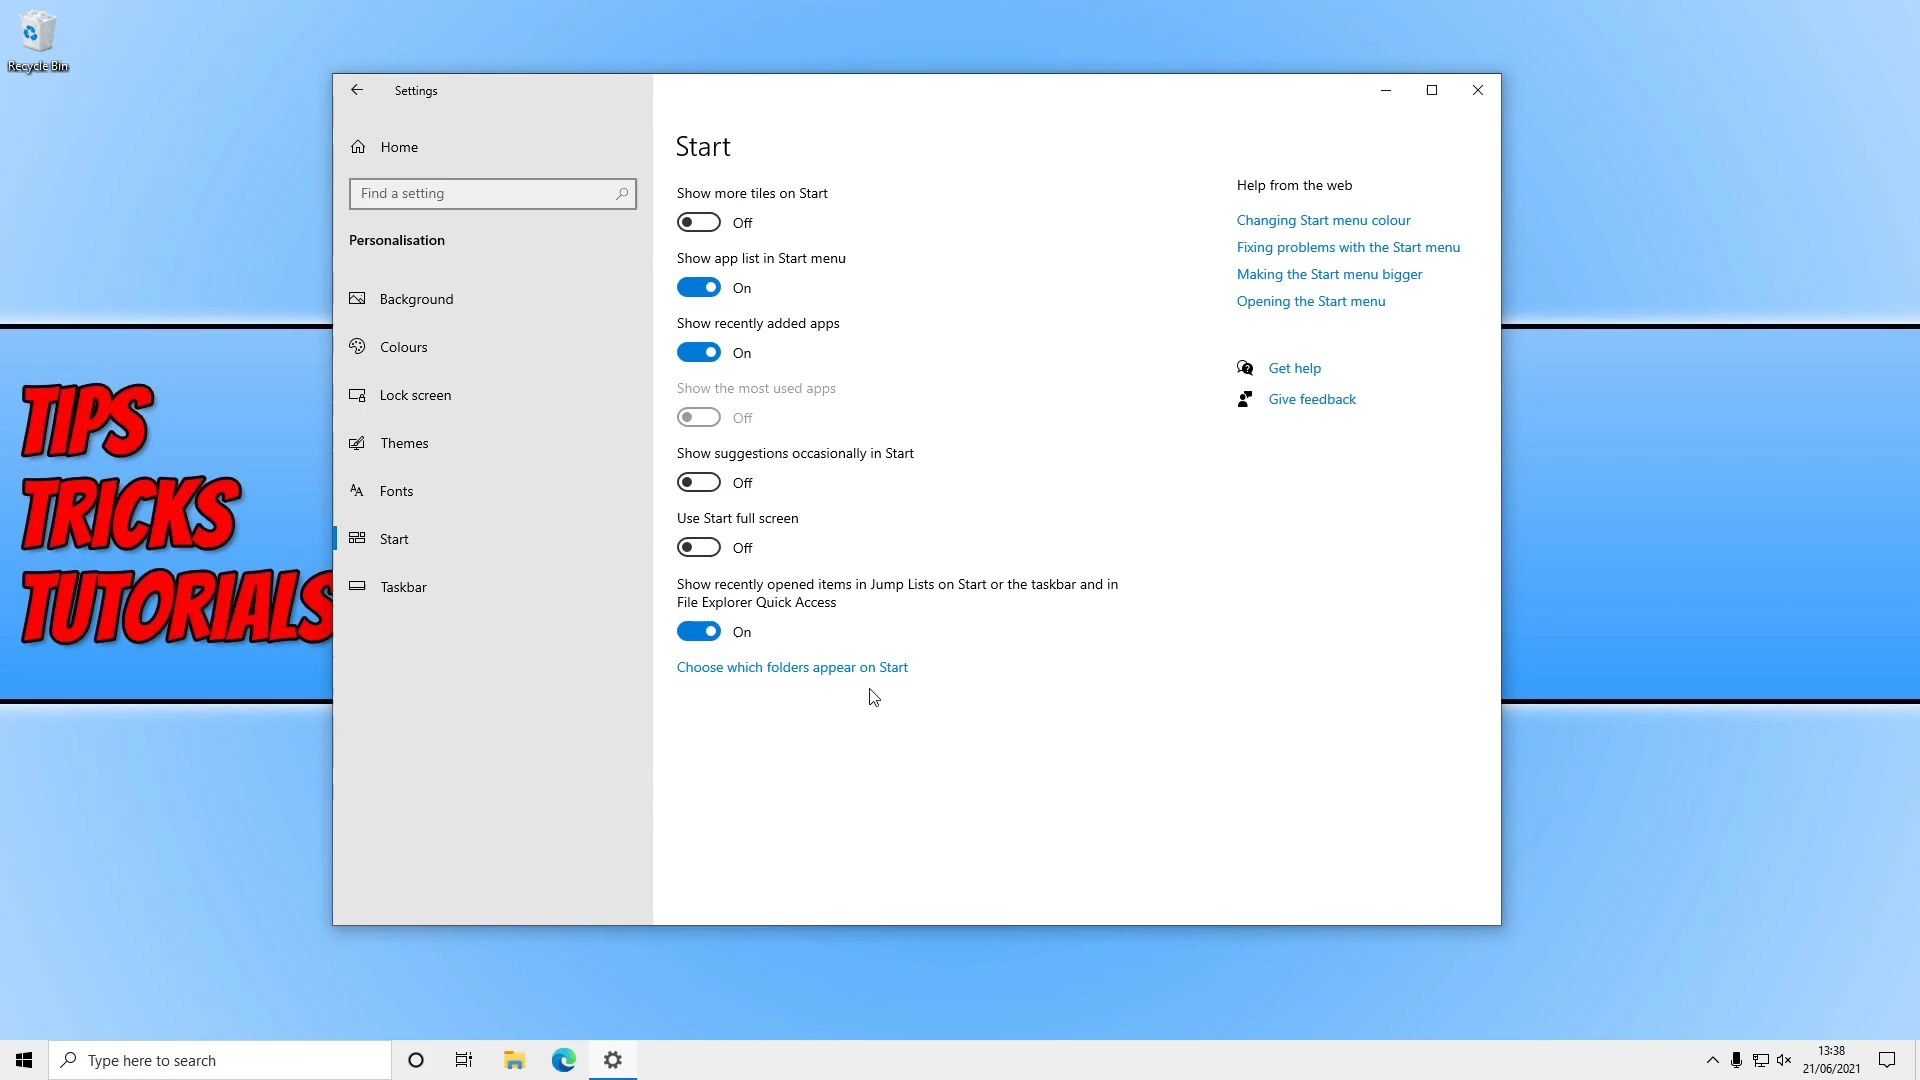 Recycle Bin
Settings
Home
Find a setting
Personalisation
Background
Colours
Lock screen
Themes
Fonts
Start
Taskbar
Start
Show more tiles on Start
Off
Show app list in Start menu
On
Show recently added apps
On
Show the most used apps
Off
Show suggestions occasionally in Start
Off
Use Start full screen
Off
Show recently opened items in Jump Lists on Start or the taskbar and in
File Explorer Quick Access
On
Choose which folders appear on Start
Help from the web
Changing Start menu colour
Fixing problems with the Start menu
Making the Start menu bigger
Opening the Start menu
Get help
Give feedback
TIPS
TRICKS
TUTORIALS
Type here to search
13:38
21/06/2021